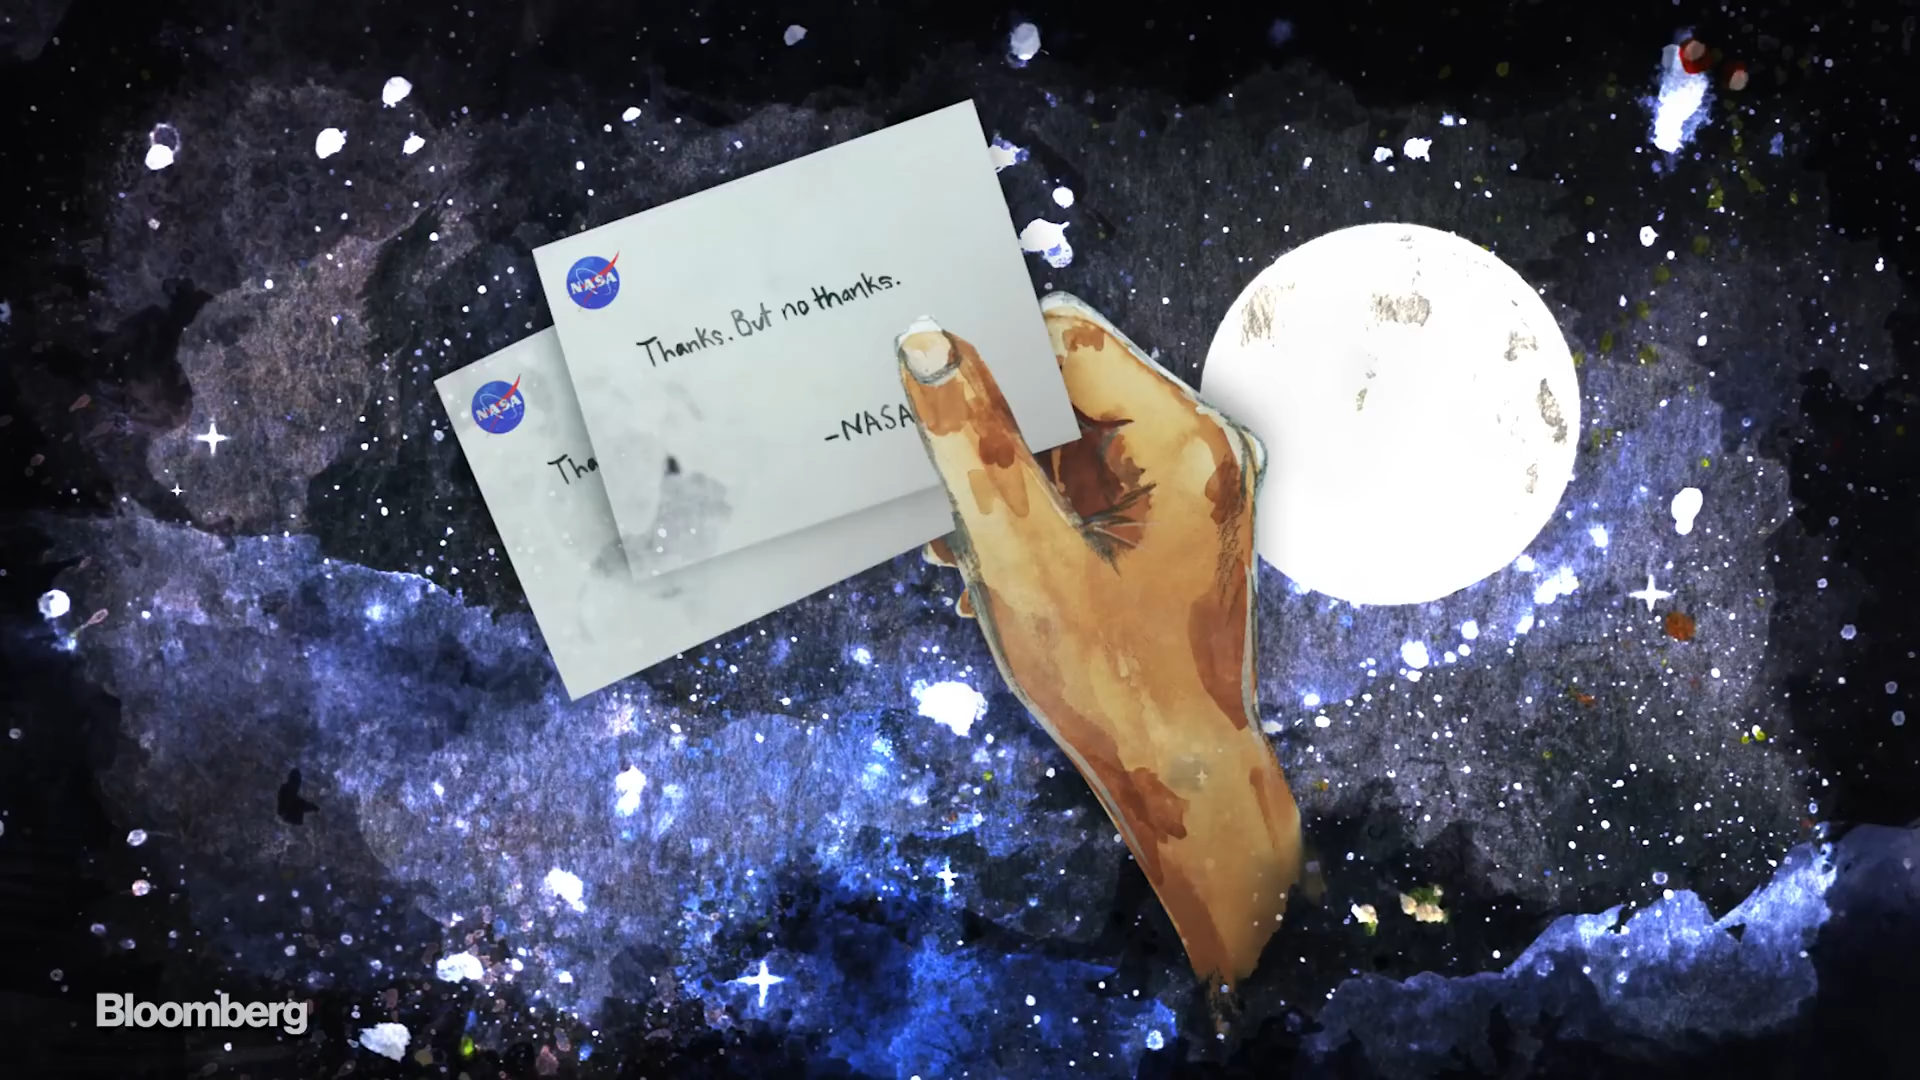 NASA
Thanks. But no thanks.
-NASA
NASA
Tha
Bloomberg